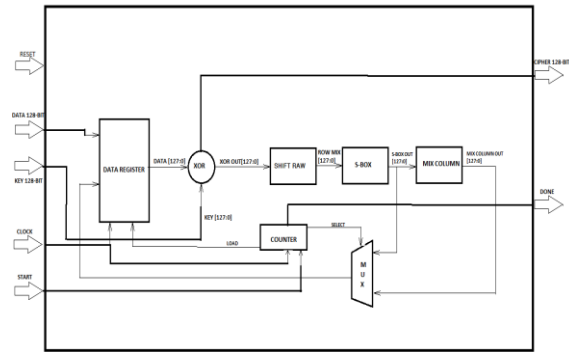 RESET
CIPHER 128-BIT
DATA 128-BIT
KEY 128-BIT
DATA REGISTER
DATA [127:0]
XOR
XOR OUT[127:0]
SHIFT RAW
ROW MIX
[127:0]
S-BOX
S-BOX OUT
[127:0]
MIX COLUMN
MIX COLUMN OUT
[127:0]
KEY [127:0]
DONE
CLOCK
LOAD
COUNTER
SELECT
START
M
U
X